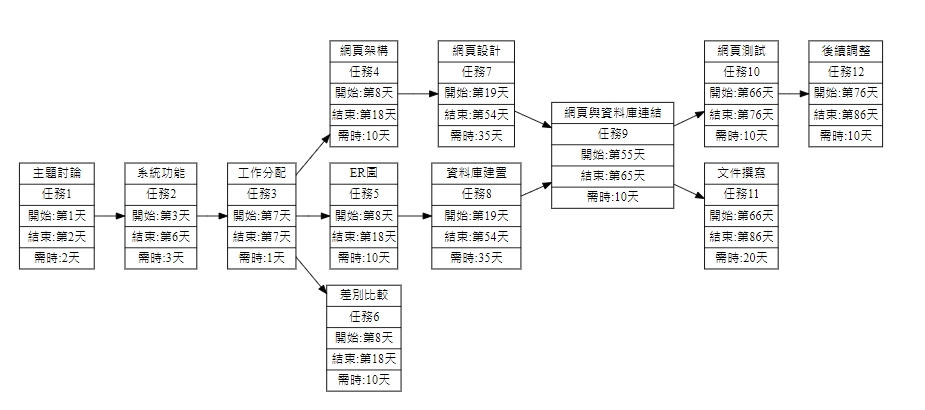 主題討論
任務1
開始:第1天
結束:第2天
需時:2天
系統功能
任務2
開始:第3天
結束:第6天
需時:3天
工作分配
任務3
開始:第7天
結束:第7天
需時:1天
網頁架構
任務4
開始:第8天
結束:第18天
需時:10天
ER圖
任務5
開始:第8天
結束:第18天
需時:10天
差別比較
任務6
開始:第8天
結束:第18天
需時:10天
網頁設計
任務7
開始:第19天
結束:第54天
需時:35天
資料庫建置
任務8
開始:第19天
結束:第54天
需時:35天
網頁與資料庫連結
任務9
開始:第55天
結束:第65天
需時:10天
網頁測試
任務10
開始:第66天
結束:第76天
需時:10天
文件撰寫
任務11
開始:第66天
結束:第86天
需時:20天
後續調整
任務12
開始:第76天
結束:第86天
需時:10天